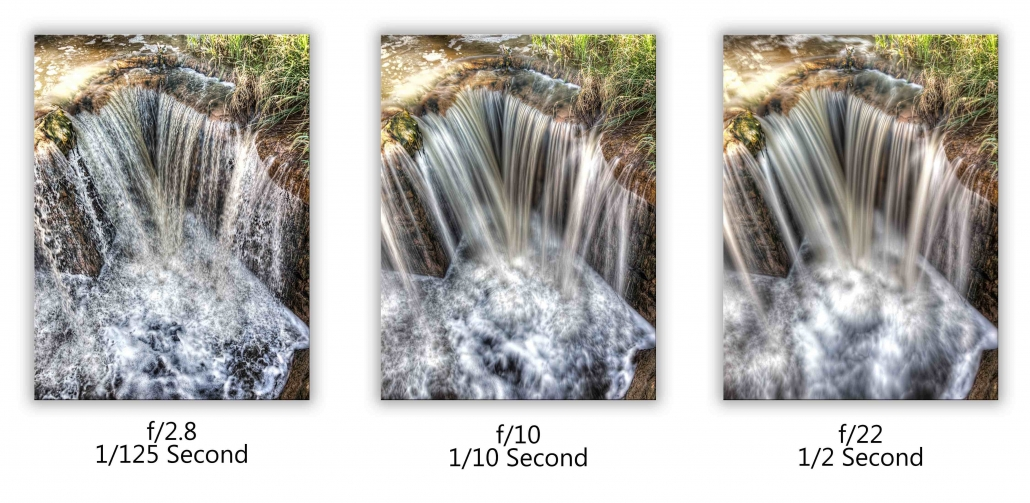 f/2.8
1/125 Second
f/10
1/10 Second
f/22
1/2 Second